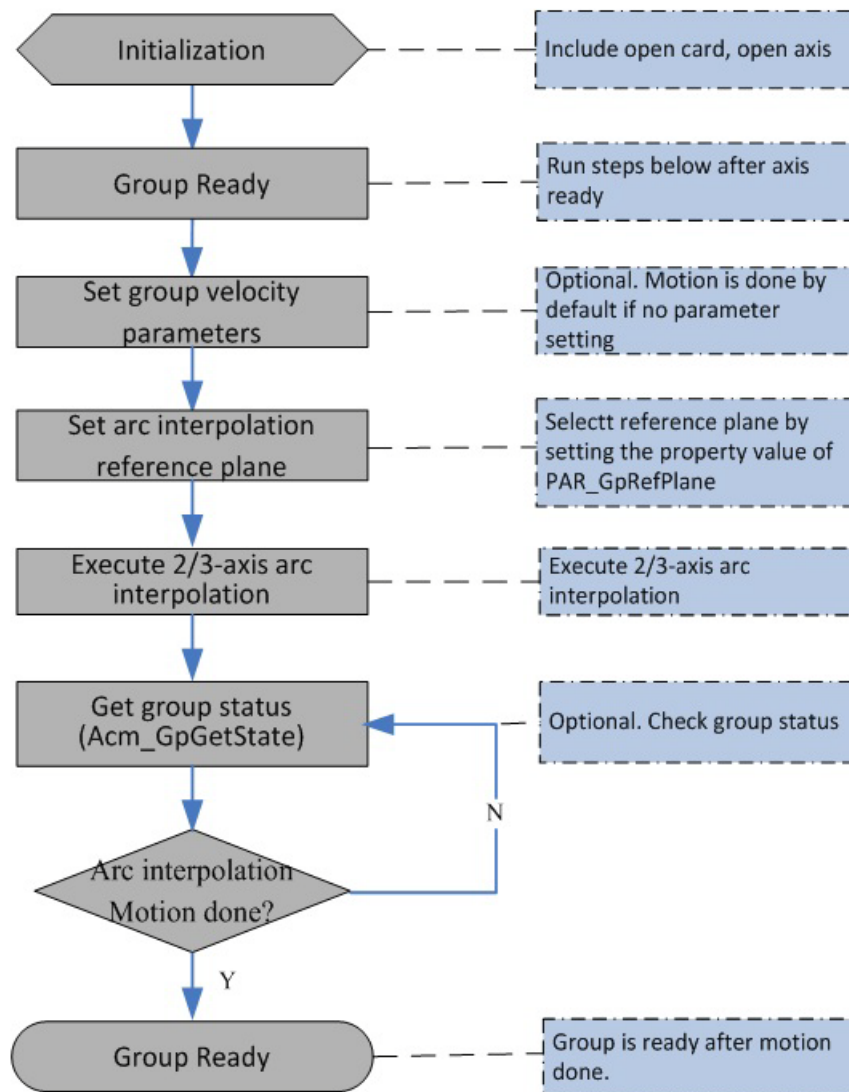 Initialization
Include open card, open axis
Group Ready
Run steps below after axis
ready
Set group velocity
parameters
Optional. Motion is done by
default if no parameter
setting
Set arc interpolation
reference plane
Selectt reference plane by
setting the property value of
PAR_GpRefPlane
Execute 2/3-axis arc
interpolation
Execute 2/3-axis arc
interpolation
Get group status
(Acm_GpGetState)
Optional. Check group status
N
Arc interpolation
Motion done?
Y
Group Ready
Group is ready after motion
done.